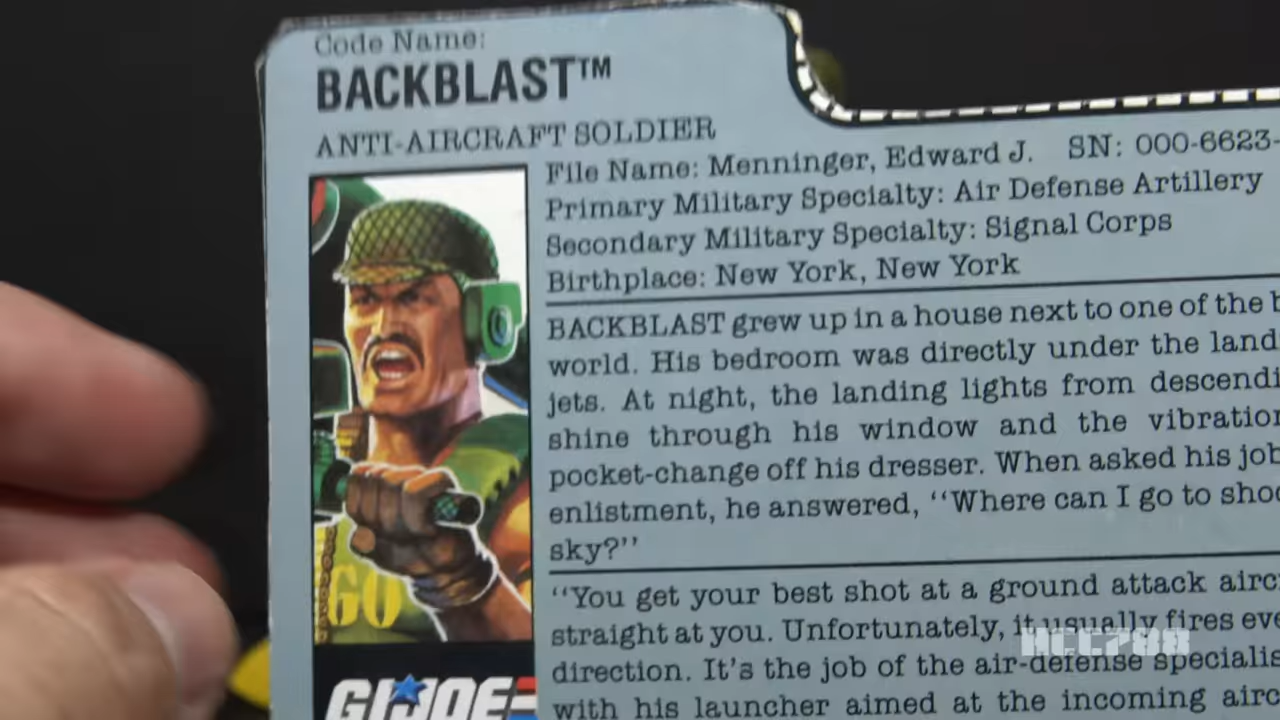 Code Name:
BACKBLAST™
ANTI-AIRCRAFT SOLDIER
File Name: Menninger, Edward J. SN: 000-6623-
Primary Military Specialty: Air Defense Artillery
Secondary Military Specialty: Signal Corps
Birthplace: New York, New York
BACKBLAST grew up in a house next to one of the
world. His bedroom was directly under the land
jets. At night, the landing lights from descendi
shine through his window and the vibration
pocket-change off his dresser. When asked his job
enlistment, he answered, "Where can I go to shoo
sky?"
"You get your best shot at a ground attack airc
straight at you. Unfortunately, it usually fires eve
direction. It's the job of the air-defense specialis
with his launcher aimed at the incoming airc
60
GI JOE
HCC788